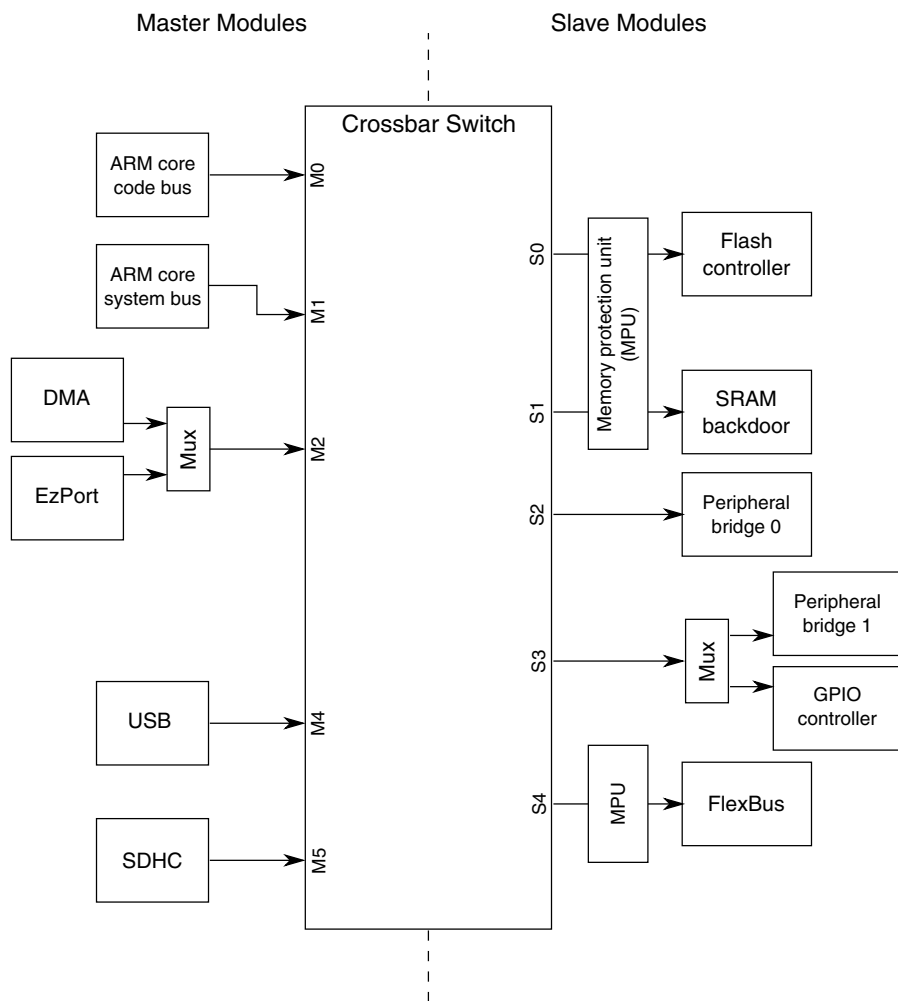 Master Modules
Slave Modules
Crossbar Switch
ARM core
code bus
M0
ARM core
system bus
M1
DMA
EzPort
Mux
M2
USB
M4
SDHC
M5
S0
Memory protection unit
(MPU)
Flash
controller
S1
SRAM
backdoor
S2
Peripheral
bridge 0
S3
Mux
Peripheral
bridge 1
GPIO
controller
S4
MPU
FlexBus